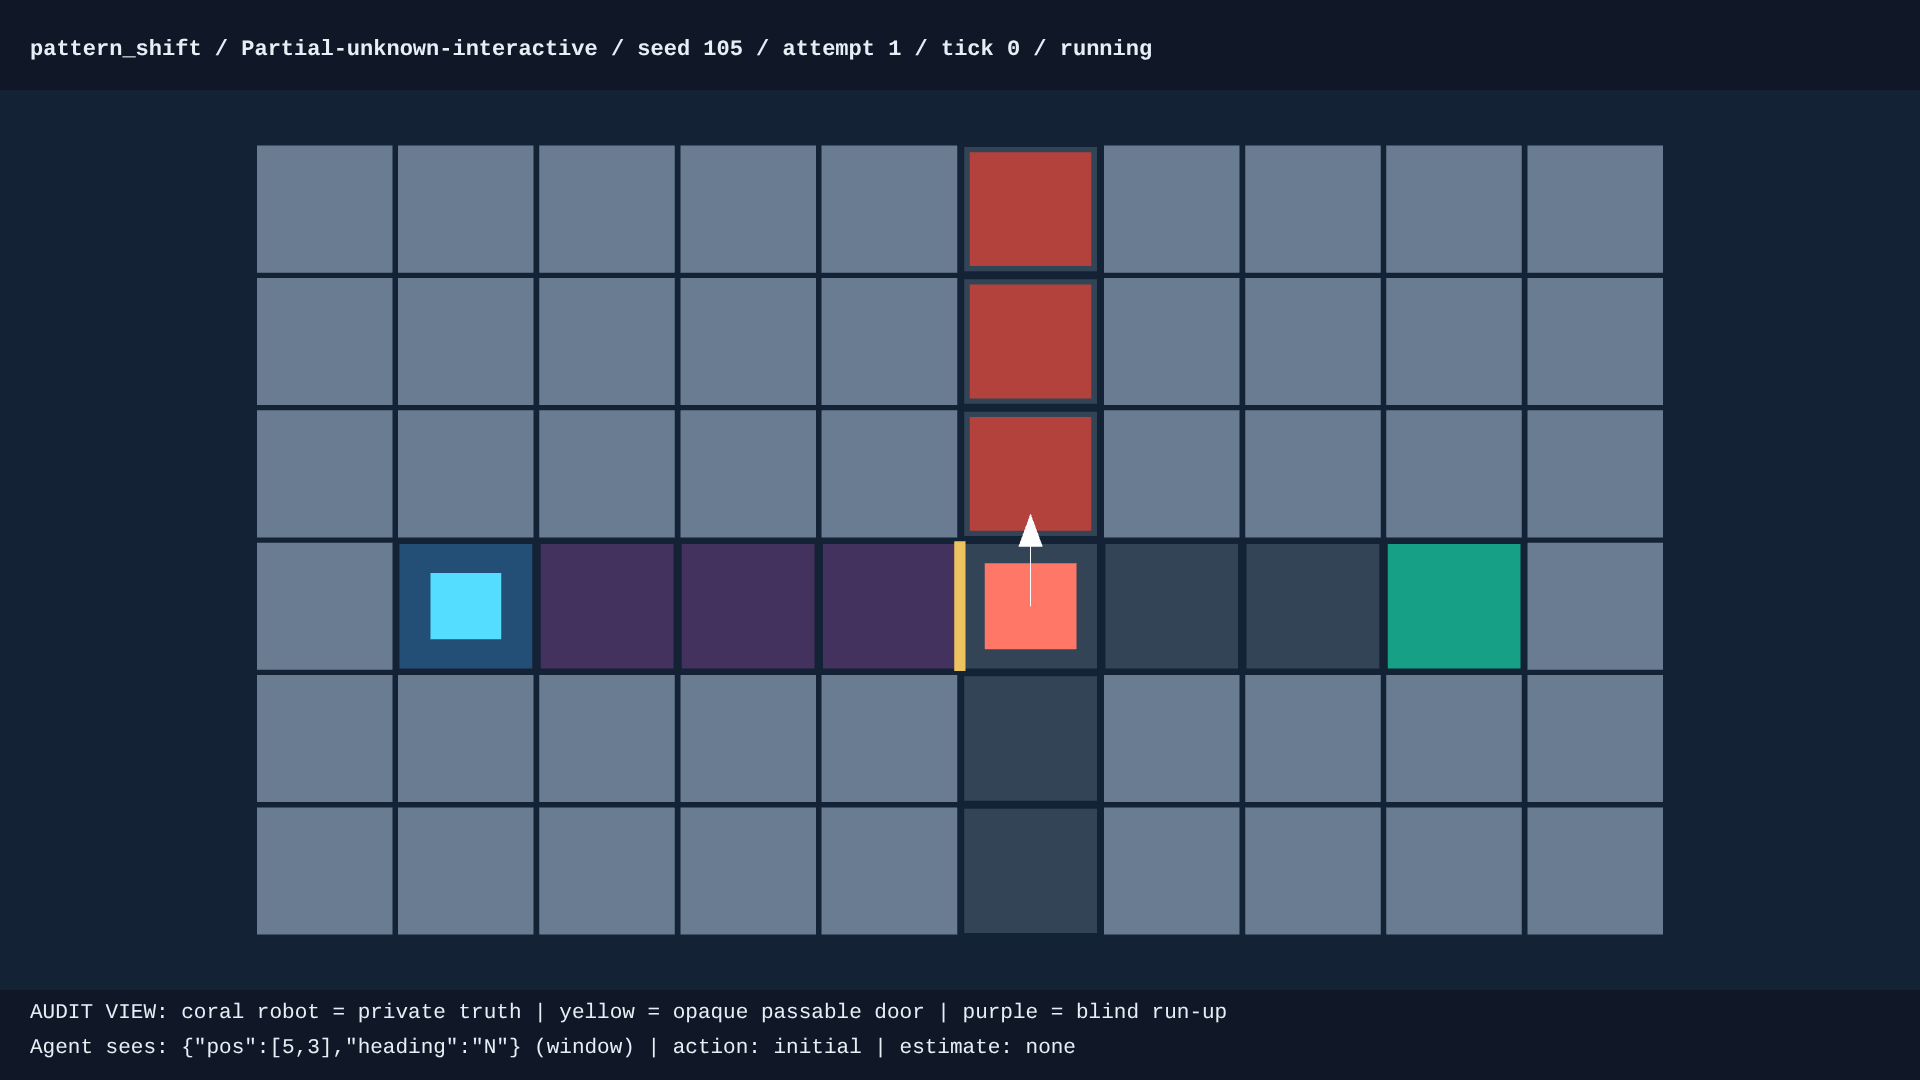 pattern_shift / Partial-unknown-interactive / seed 105 / attempt 1 / tick 0 / running
AUDIT VIEW: coral robot = private truth | yellow = opaque passable door | purple = blind run-up
Agent sees: {"pos":[5,3],"heading":"N"} (window) | action: initial | estimate: none